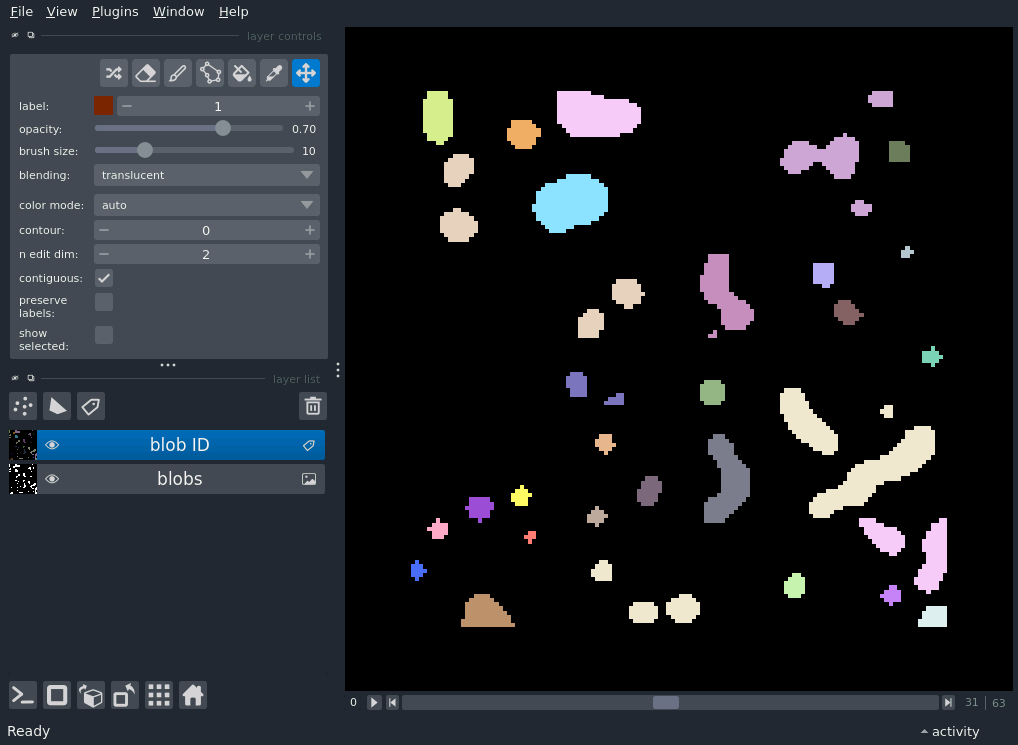 File View Plugins Window Help
layer controls
label: 1
opacity: 0.70
brush size: 10
blending: translucent
color mode: auto
contour: 0
n edit dim: 2
contiguous:
preserve
labels:
show
selected:
layer list
blob ID
blobs
0 31 63
Ready activity